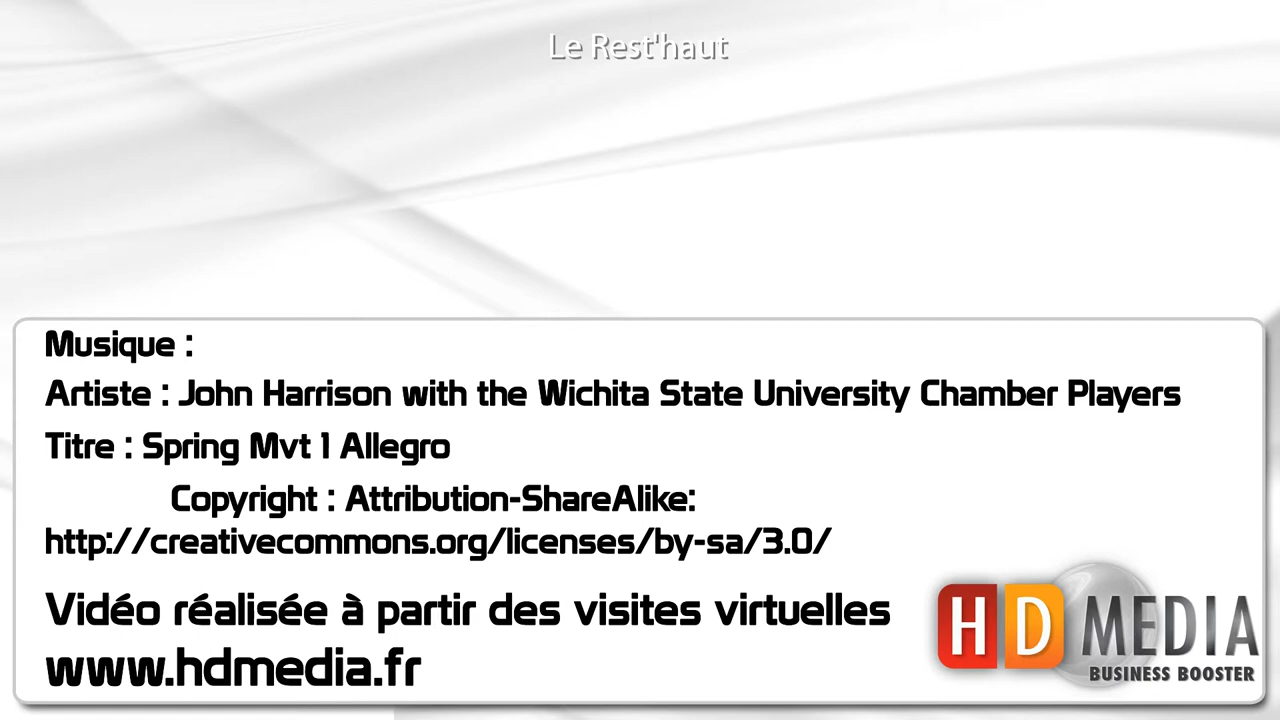 Le Rest'haut
Musique :
Artiste : John Harrison with the Wichita State University Chamber Players
Titre : Spring Mvt 1 Allegro
Copyright : Attribution-ShareAlike:
http://creativecommons.org/licenses/by-sa/3.0/
Vidéo réalisée à partir des visites virtuelles
www.hdmedia.fr
HD MEDIA
BUSINESS BOOSTER